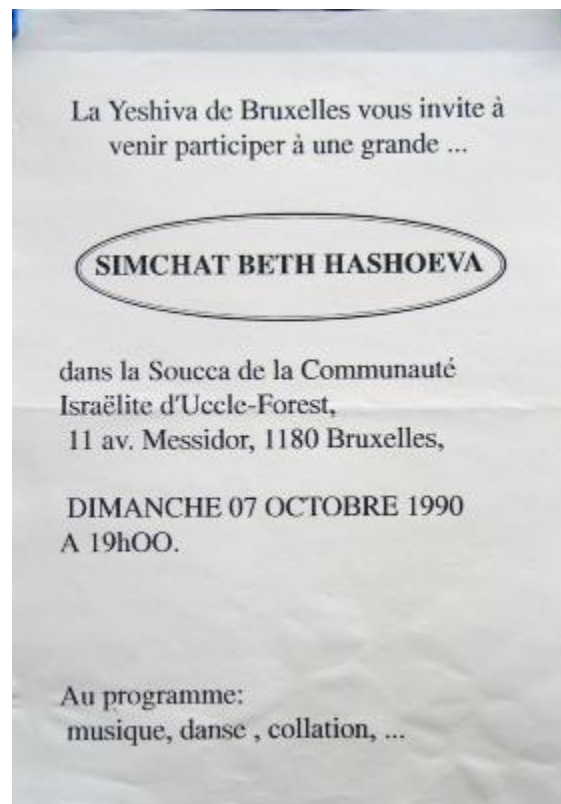 La Yeshiva de Bruxelles vous invite à
venir participer à une grande ...
SIMCHAT BETH HASHOEVA
dans la Soucca de la Communauté
Israëlite d'Uccle-Forest,
11 av. Messidor, 1180 Bruxelles,
DIMANCHE 07 OCTOBRE 1990
A 19hOO.
Au programme:
musique, danse , collation, ...